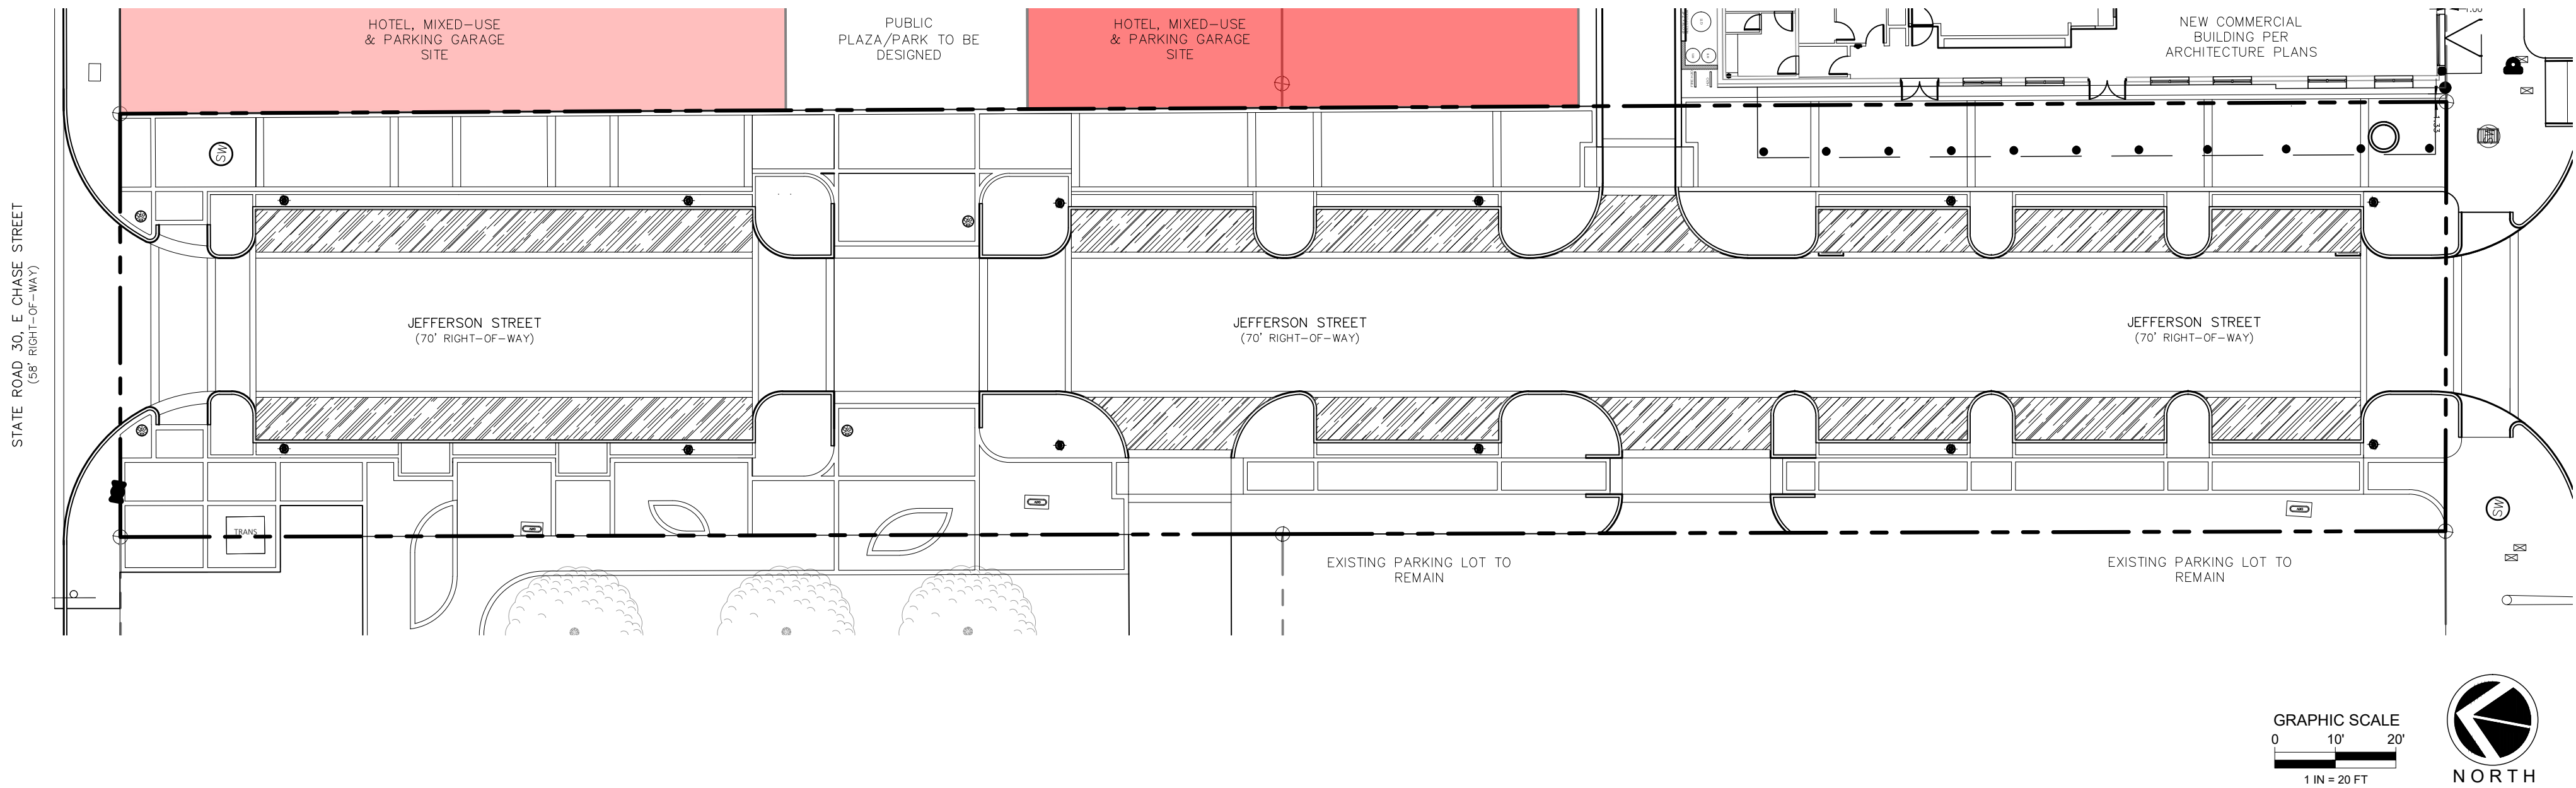 HOTEL, MIXED-USE
& PARKING GARAGE
SITE
PUBLIC
PLAZA/PARK TO BE
DESIGNED
HOTEL, MIXED-USE
& PARKING GARAGE
SITE
NEW COMMERCIAL
BUILDING PER
ARCHITECTURE PLANS
SW
STATE ROAD 30, E CHASE STREET
(58' RIGHT-OF-WAY)
JEFFERSON STREET
(70' RIGHT-OF-WAY)
JEFFERSON STREET
(70' RIGHT-OF-WAY)
JEFFERSON STREET
(70' RIGHT-OF-WAY)
TRANS
SW
EXISTING PARKING LOT TO
REMAIN
EXISTING PARKING LOT TO
REMAIN
GRAPHIC SCALE
0 10' 20'
1 IN = 20 FT
NORTH